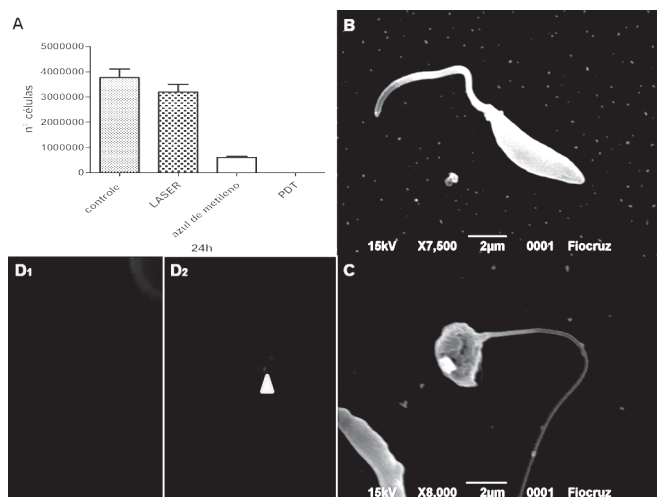 A
5000000
4000000
3000000
2000000
1000000
0
n° células
controle
LASER
azul de metileno
PDT
24h
B
15kV X7,500 2μm 0001 Fiocruz
D1
D2
C
15kV X8,000 2μm 0001 Fiocruz